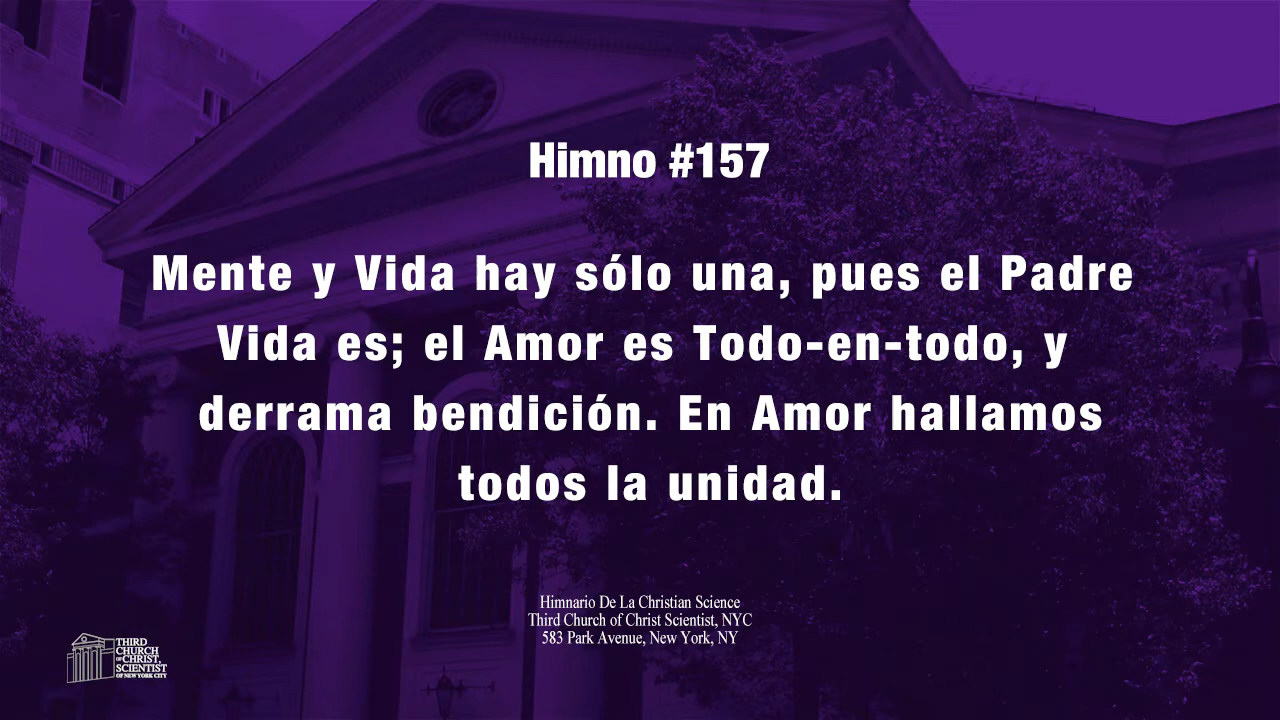 Himno #157
Mente y Vida hay sólo una, pues el Padre
Vida es; el Amor es Todo-en-todo, y
derrama bendición. En Amor hallamos
todos la unidad.
Himnario De La Christian Science
Third Church of Christ Scientist, NYC
583 Park Avenue, New York, NY
THIRD
CHURCH
OF CHRIST,
SCIENTIST
OF NEW YORK CITY